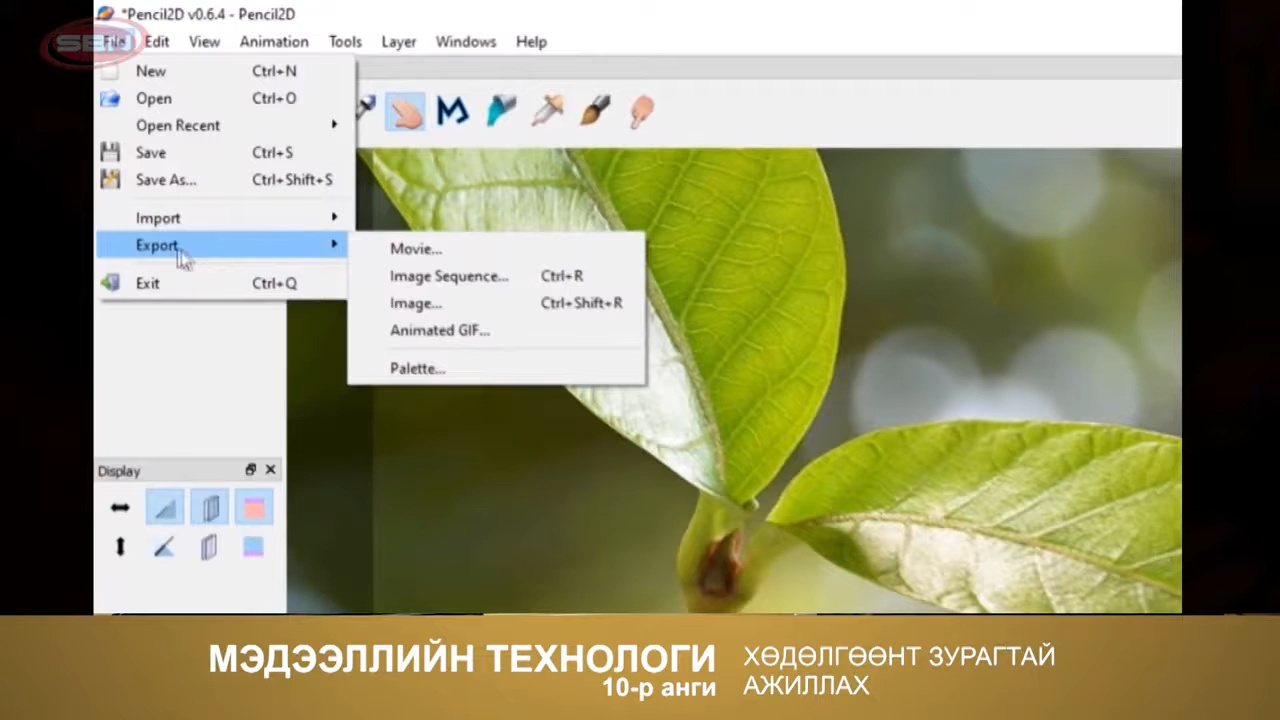 *Pencil2D v0.6.4 - Pencil2D
SBN
File Edit View Animation Tools Layer Windows Help
New Ctrl+N
Open Ctrl+O
Open Recent
Save Ctrl+S
Save As... Ctrl+Shift+S
Import
Export
Exit Ctrl+Q
Movie...
Image Sequence... Ctrl+R
Image... Ctrl+Shift+R
Animated GIF...
Palette...
Display
МЭДЭЭЛЛИЙН ТЕХНОЛОГИ
10-р анги
ХӨДӨЛГӨӨНТ ЗУРАГТАЙ
АЖИЛЛАХ